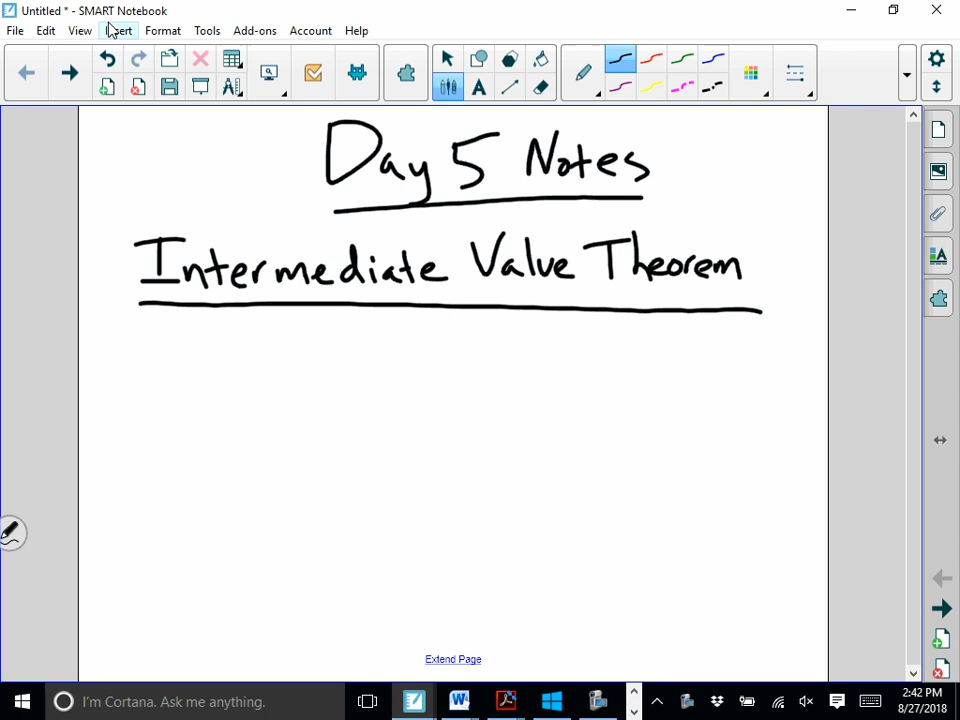 Untitled * - SMART Notebook
File Edit View Insert Format Tools Add-ons Account Help
Day 5 Notes
Intermediate Value Theorem
Extend Page
I'm Cortana. Ask me anything.
2:42 PM
8/27/2018